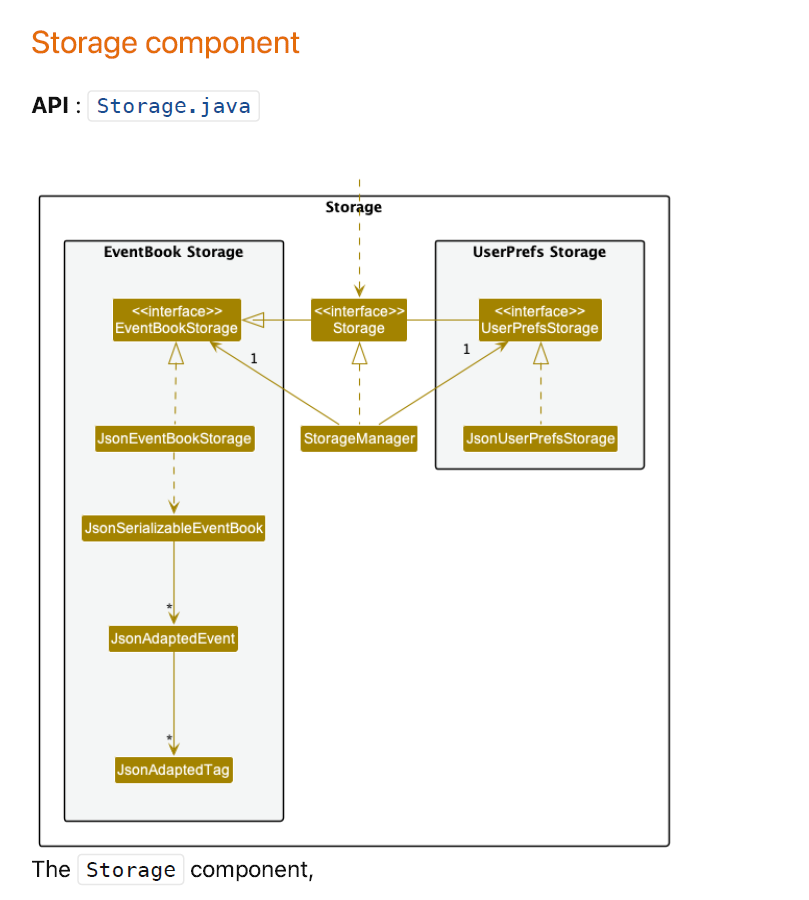 Storage component
API : Storage.java
Storage
EventBook Storage
UserPrefs Storage
<<interface>>
EventBookStorage
<<interface>>
Storage
<<interface>>
UserPrefsStorage
1
1
JsonEventBookStorage
StorageManager
JsonUserPrefsStorage
JsonSerializableEventBook
*
JsonAdaptedEvent
*
JsonAdaptedTag
The Storage component,